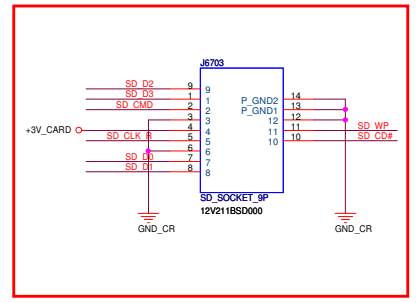 J6703
SD_D2 9 9
SD_D3 1 1 P_GND2 14
SD_CMD 2 2 P_GND1 13
3 3 12 12
+3V_CARD 4 4 11 11 SD_WP
SD_CLK_R 5 5 10 10 SD_CD#
6 6
SD_D0 7 7
SD_D1 8 8
SD_SOCKET_9P
12V211BSD000
GND_CR GND_CR